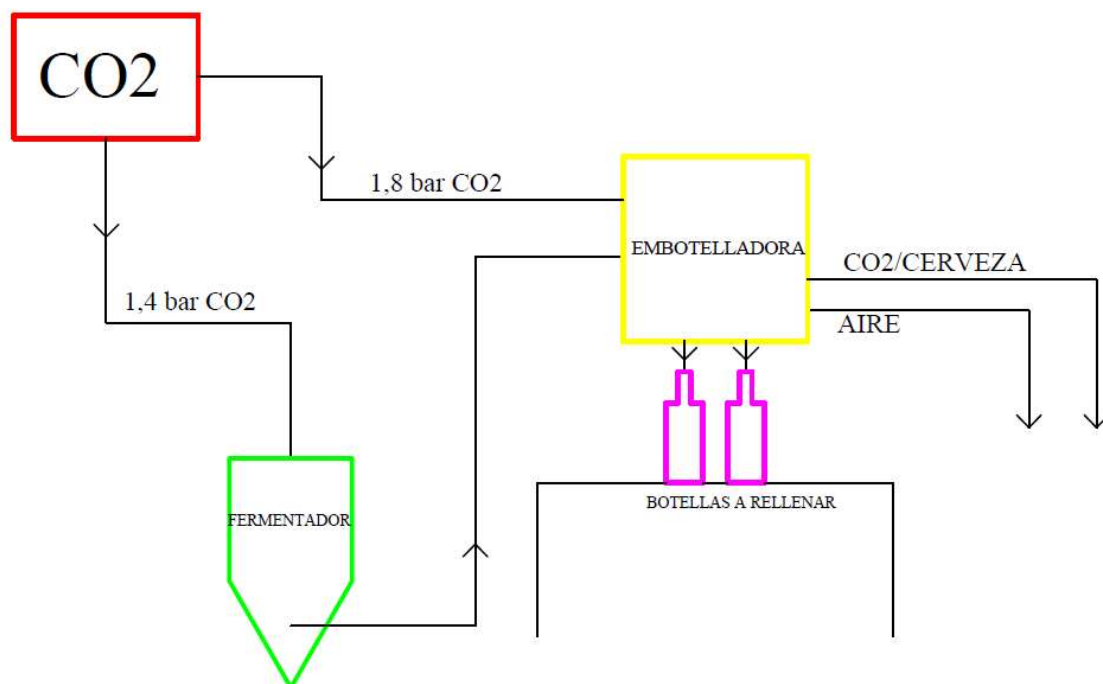 CO2
1,8 bar CO2
EMBOTELLADORA
CO2/CERVEZA
1,4 bar CO2
AIRE
FERMENTADOR
BOTELLAS A RELLENAR